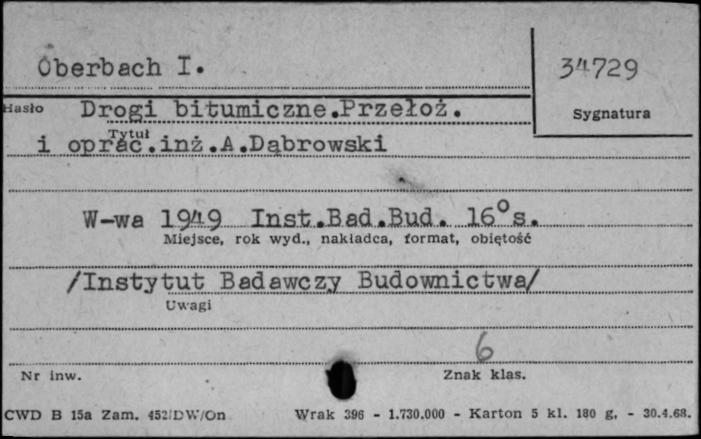 Oberbach I.
34729
Hasło
Sygnatura
Drogi bitumiczne.Przełoż.
Tytuł
i oprac.inż.A.Dąbrowski
W-wa 1949 Inst.Bad.Bud. 16°s.
Miejsce, rok wyd., nakładca, format, objętość
/Instytut Badawczy Budownictwa/
Uwagi
6
Nr inw.
Znak klas.
CWD B 15a Zam. 452/DW/On Wrak 396 - 1.730.000 - Karton 5 kl. 180 g. - 30.4.68.